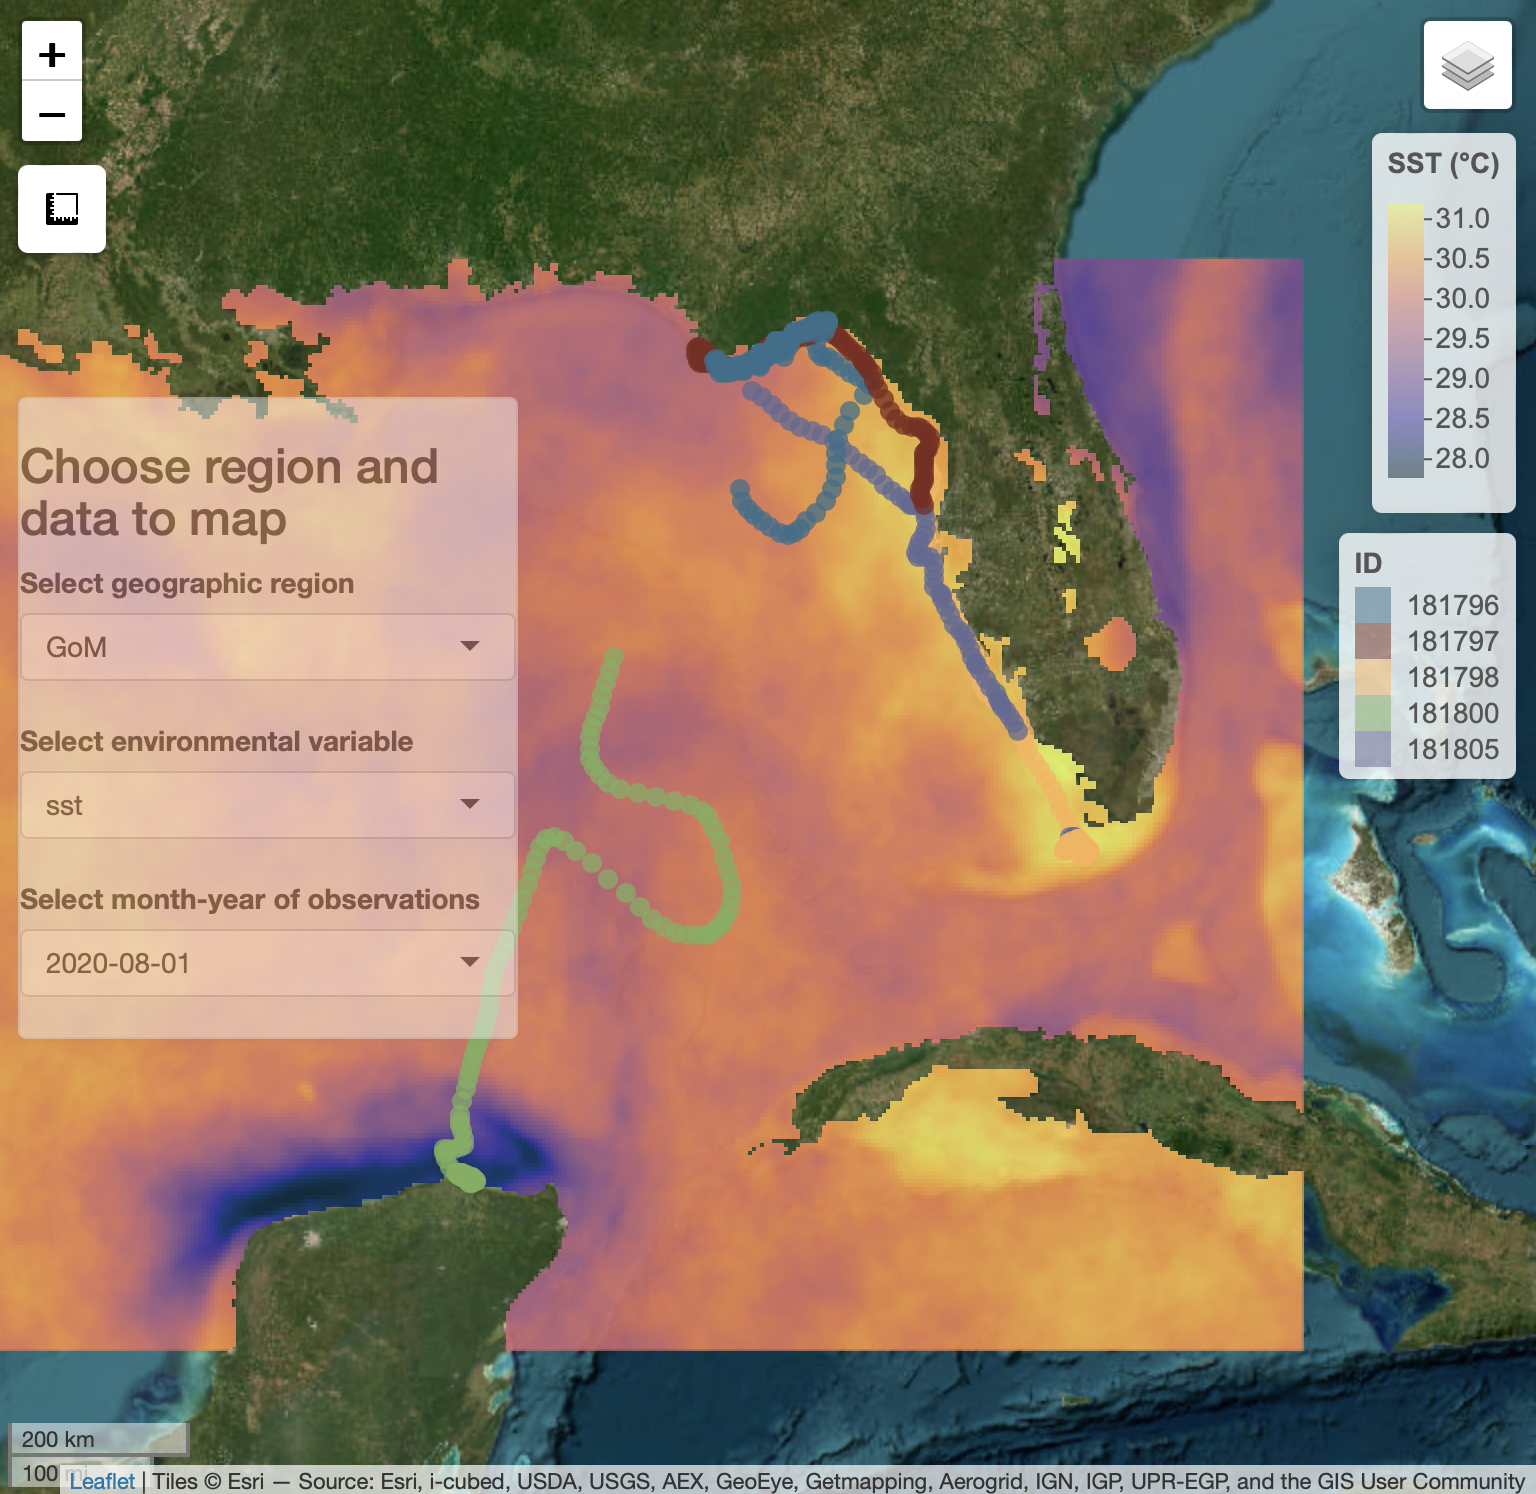 +
−
SST (°C)
31.0
30.5
30.0
29.5
29.0
28.5
28.0
ID
181796
181797
181798
181800
181805
Choose region and
data to map
Select geographic region
GoM
Select environmental variable
sst
Select month-year of observations
2020-08-01
200 km
100 mi
Leaflet | Tiles © Esri — Source: Esri, i-cubed, USDA, USGS, AEX, GeoEye, Getmapping, Aerogrid, IGN, IGP, UPR-EGP, and the GIS User Community